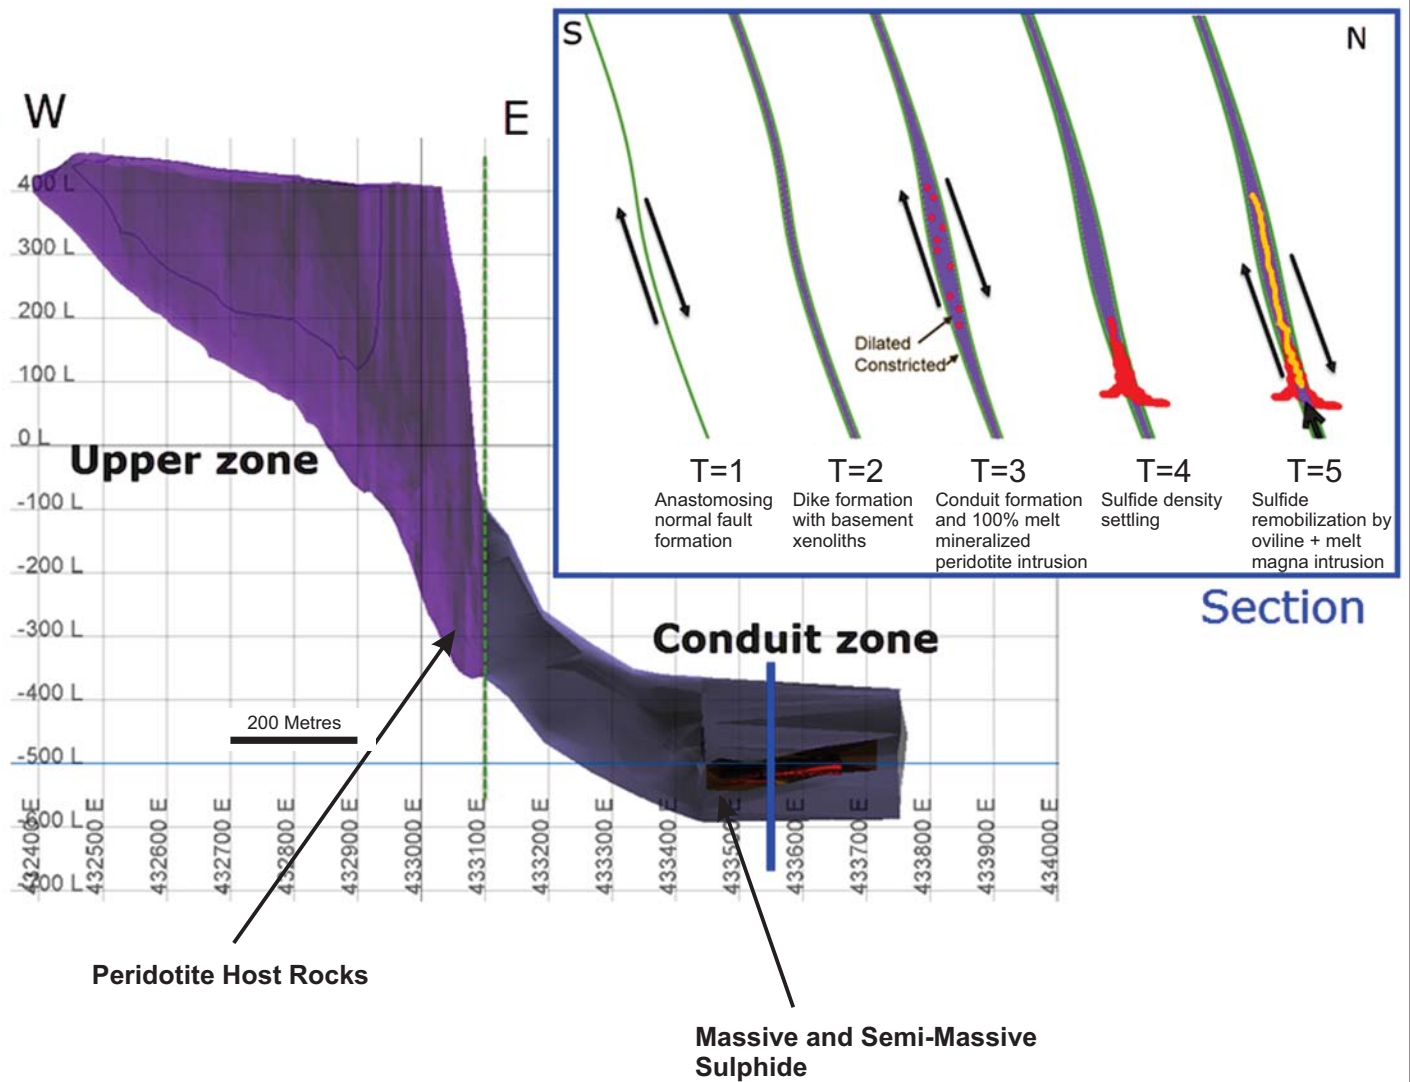 W
E
S
N
400 L
300 L
200 L
100 L
0 L
-100 L
-200 L
-300 L
-400 L
-500 L
-600 L
-700 L
Upper zone
Conduit zone
200 Metres
Dilated
Constricted
T=1
Anastomosing
normal fault
formation
T=2
Dike formation
with basement
xenoliths
T=3
Conduit formation
and 100% melt
mineralized
peridotite intrusion
T=4
Sulfide density
settling
T=5
Sulfide
remobilization by
oviline + melt
magna intrusion
Section
432400 E
432500 E
432600 E
432700 E
432800 E
432900 E
433000 E
433100 E
433200 E
433300 E
433400 E
433500 E
433600 E
433700 E
433800 E
433900 E
434000 E
Peridotite Host Rocks
Massive and Semi-Massive
Sulphide